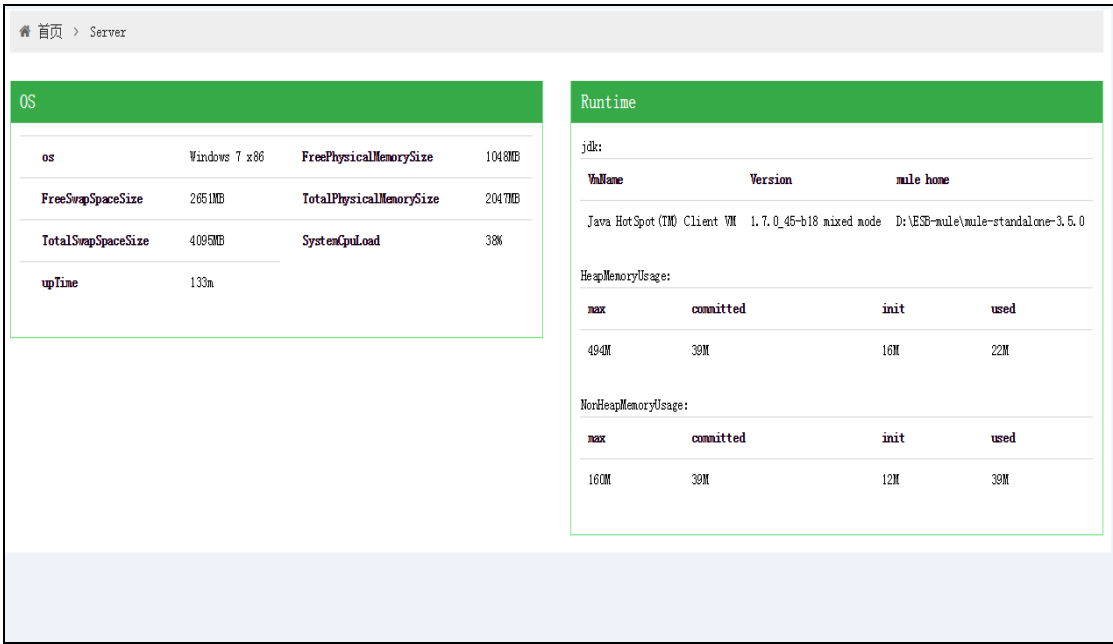 首页 > Server
OS
os Windows 7 x86 FreePhysicalMemorySize 1048MB
FreeSwapSpaceSize 2651MB TotalPhysicalMemorySize 2047MB
TotalSwapSpaceSize 4095MB SystemCpuLoad 38%
upTime 133m
Runtime
jdk:
VmName Version mule home
Java HotSpot(TM) Client VM 1.7.0_45-b18 mixed mode D:\ESB-mule\mule-standalone-3.5.0
HeapMemoryUsage:
max committed init used
494M 39M 16M 22M
NonHeapMemoryUsage:
max committed init used
160M 39M 12M 39M